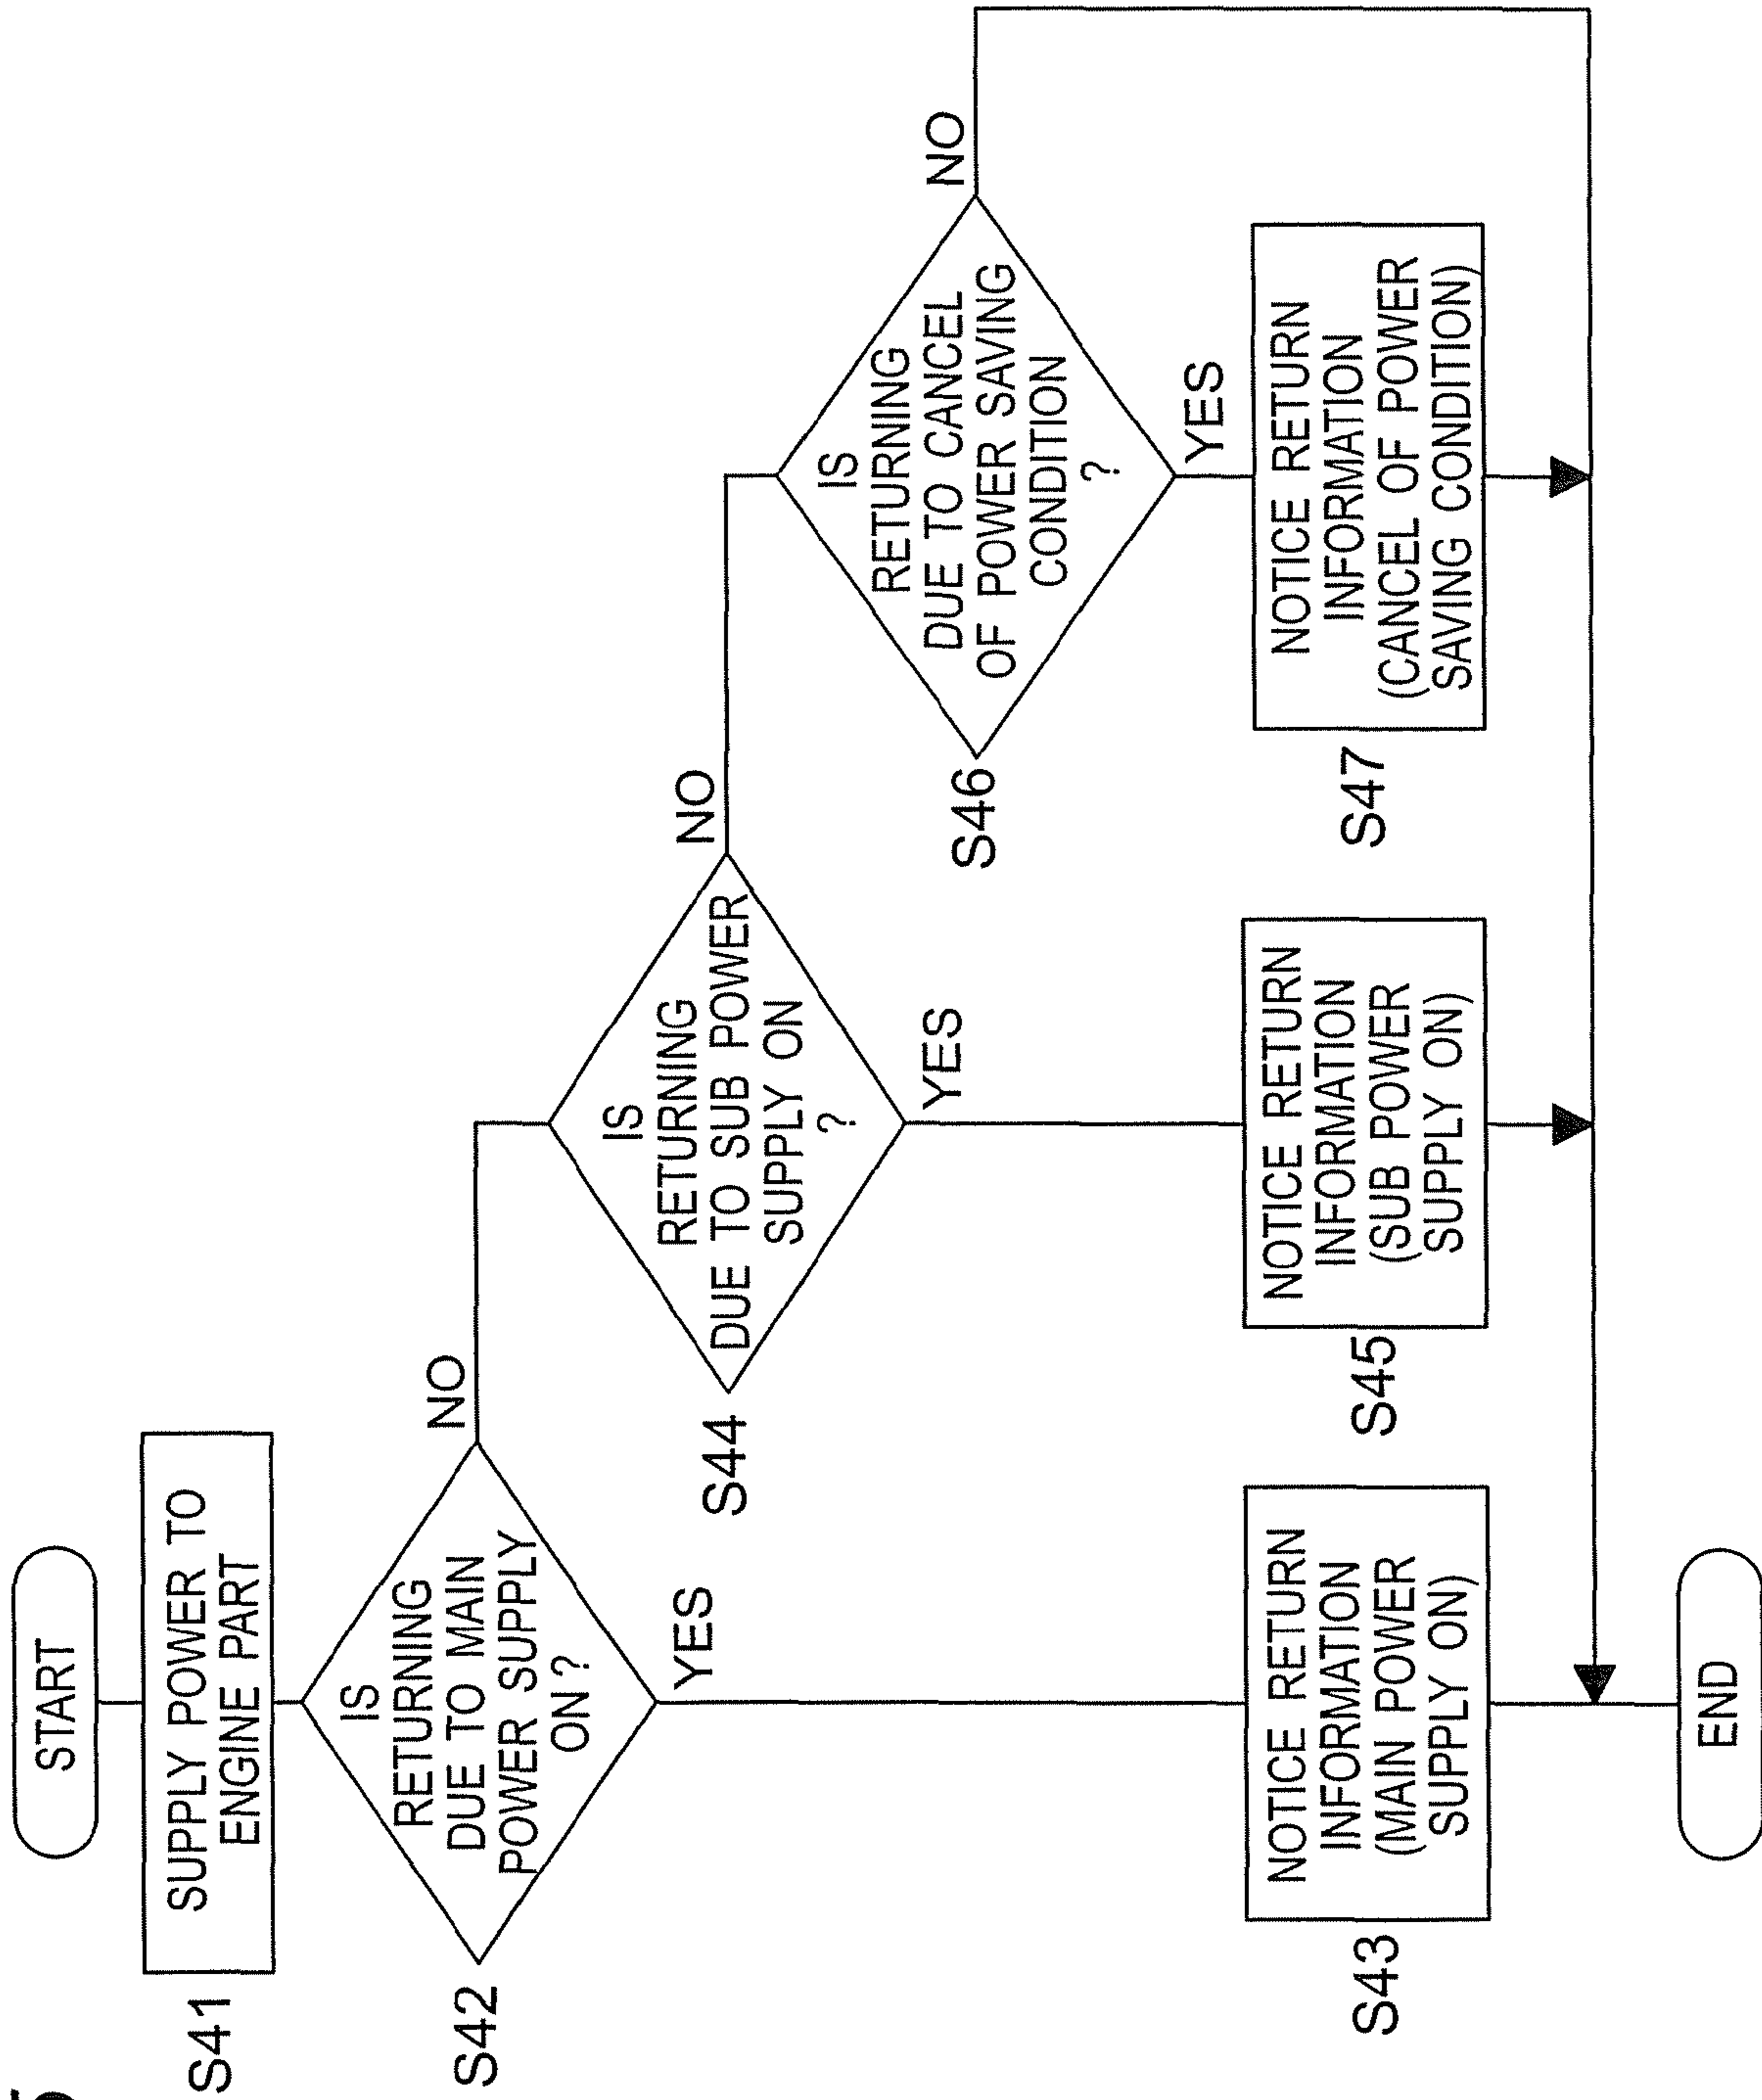 START
S41
SUPPLY POWER TO
ENGINE PART
S42
IS
RETURNING
DUE TO MAIN
POWER SUPPLY
ON ?
NO
YES
S43
NOTICE RETURN
INFORMATION
(MAIN POWER
SUPPLY ON)
S44
IS
RETURNING
DUE TO SUB POWER
SUPPLY ON
?
NO
YES
S45
NOTICE RETURN
INFORMATION
(SUB POWER
SUPPLY ON)
S46
IS
RETURNING
DUE TO CANCEL
OF POWER SAVING
CONDITION
?
NO
YES
S47
NOTICE RETURN
INFORMATION
(CANCEL OF POWER
SAVING CONDITION)
END